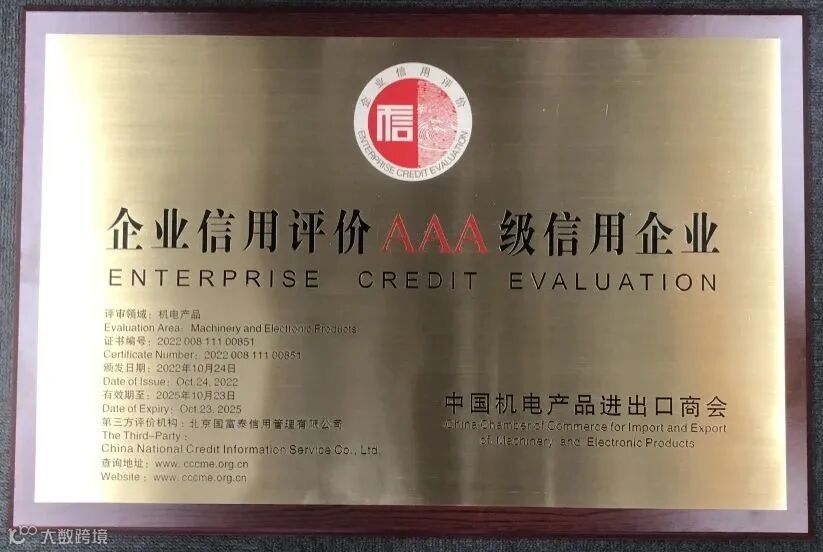 企业信用评价
信
ENTERPRISE CREDIT EVALUATION
企业信用评价AAA级信用企业
ENTERPRISE CREDIT EVALUATION
评审领域：机电产品
Evaluation Area：Machinery and Electronic Products
证书编号：2022 008 111 00851
Certificate Number：2022 008 111 00851
颁发日期：2022年10月24日
Date of Issue：Oct.24, 2022
有效期至：2025年10月23日
Date of Expiry：Oct.23, 2025
第三方评价机构：北京国富泰信用管理有限公司
The Third-Party：
China National Credit Information Service Co., Ltd.
查询地址：www.cccme.org.cn
Website：www.cccme.org.cn
中国机电产品进出口商会
China Chamber of Commerce for Import and Export
of Machinery and Electronic Products
大数跨境